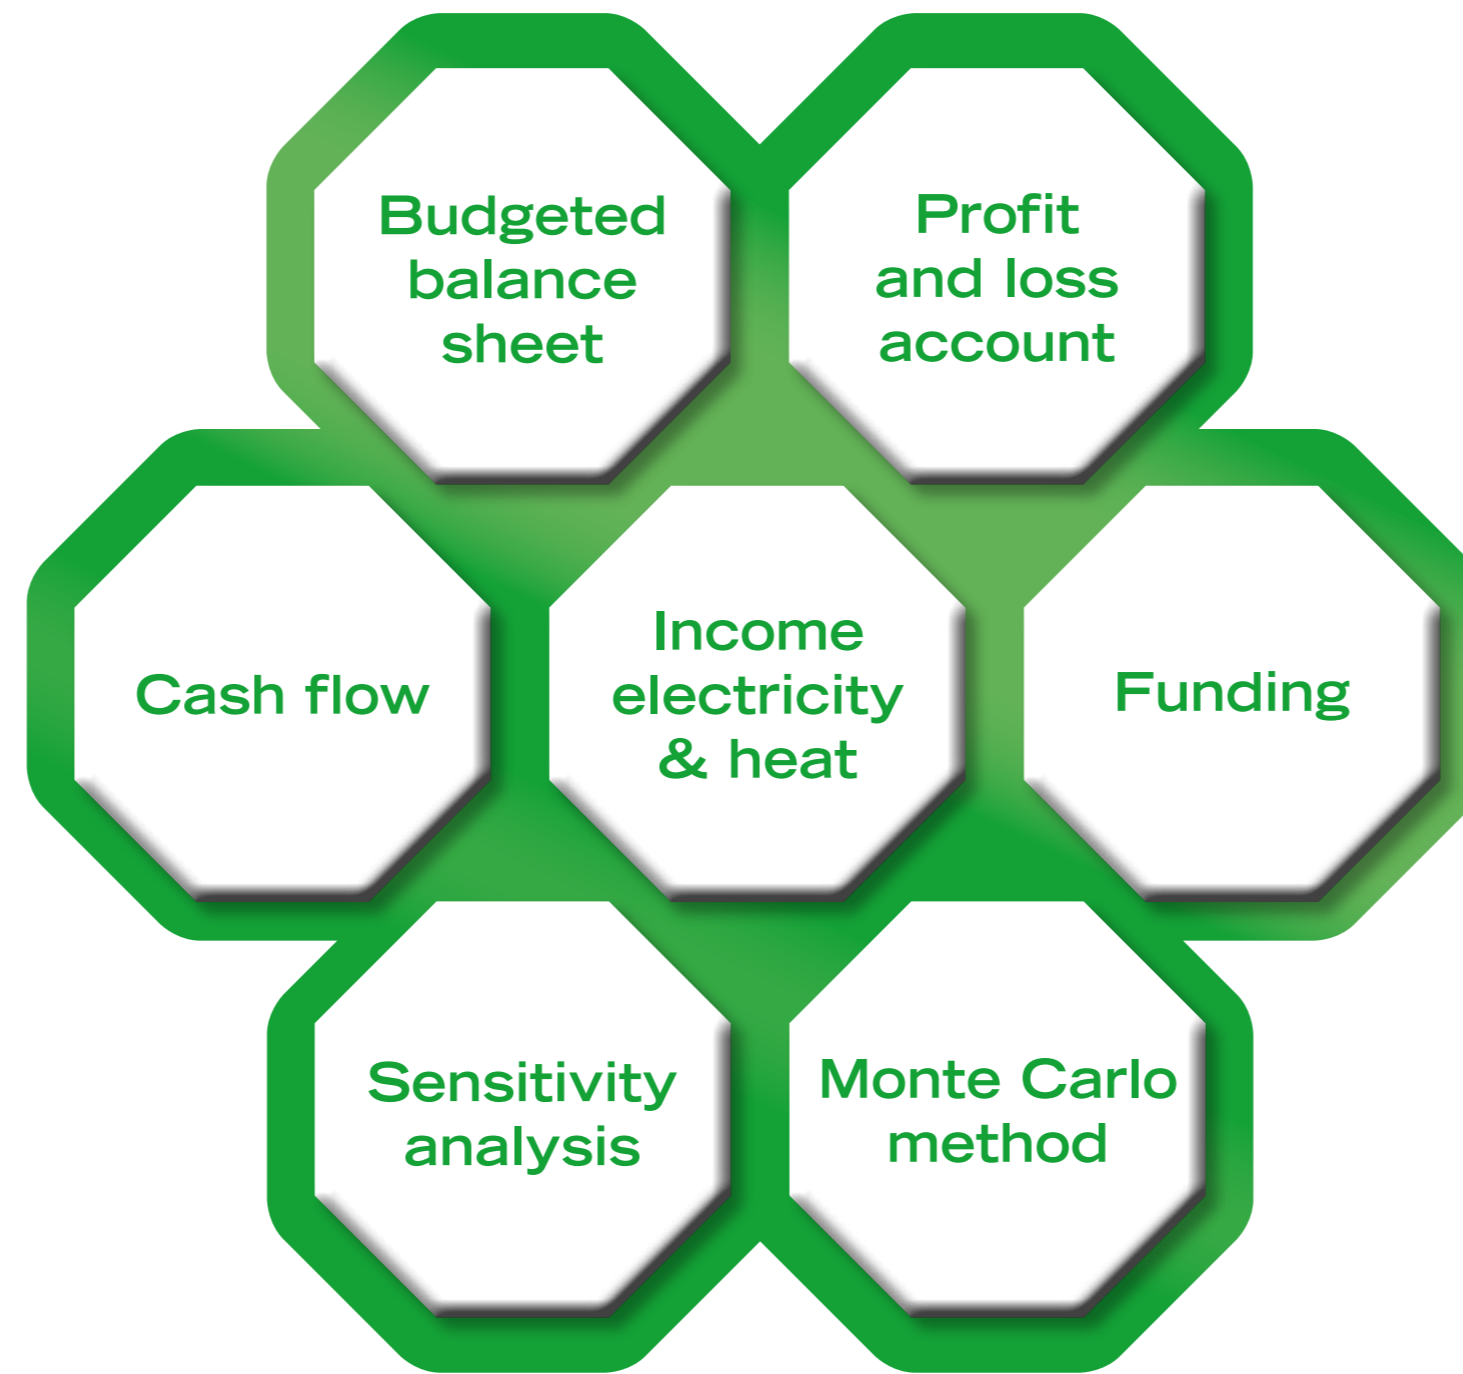 Budgeted
balance
sheet
Profit
and loss
account
Cash flow
Income
electricity
& heat
Funding
Sensitivity
analysis
Monte Carlo
method